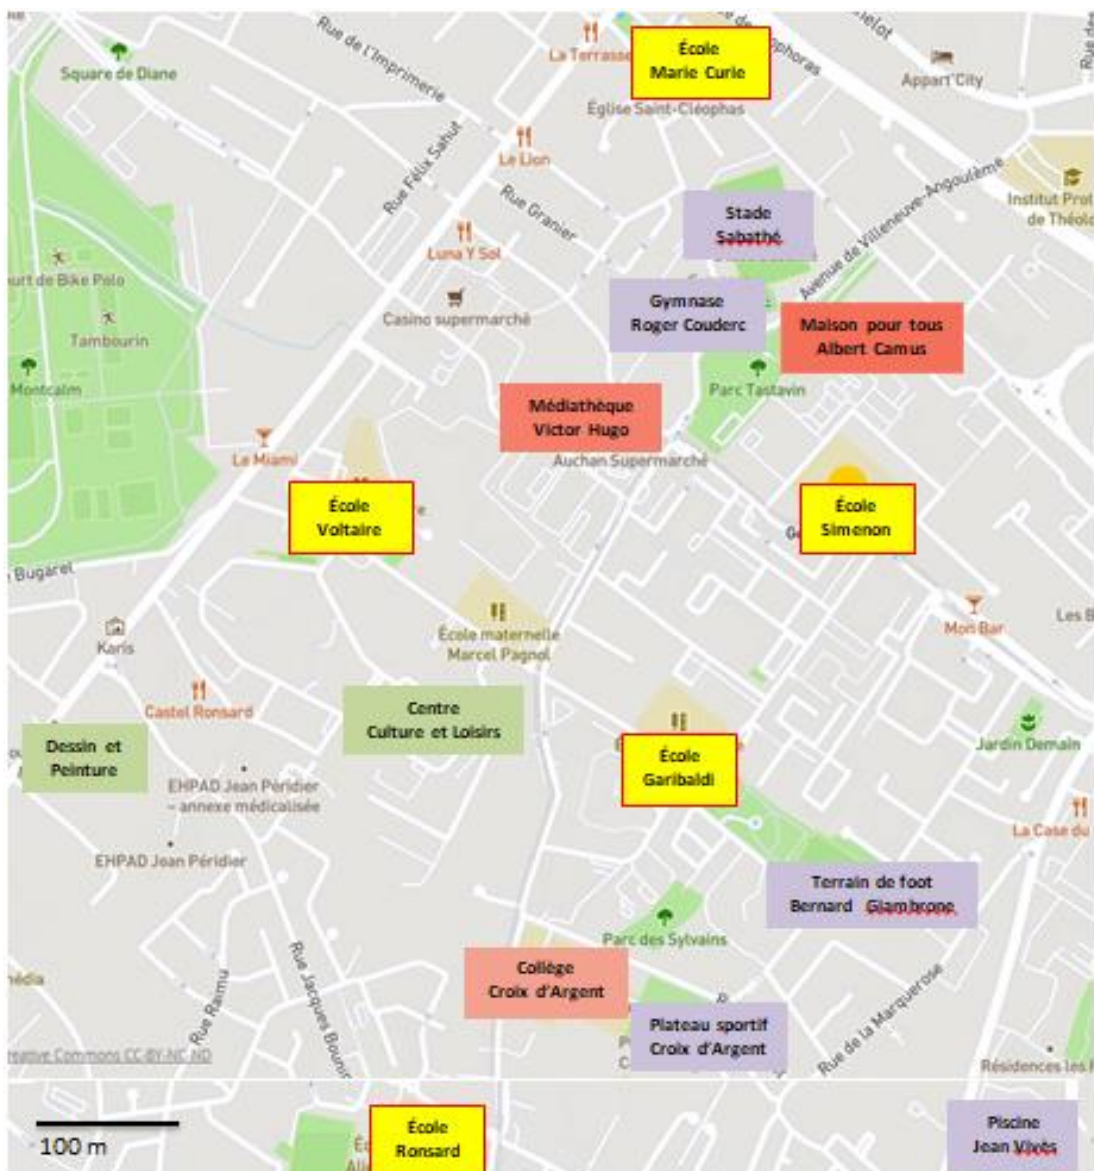 École
Marie Curie
La Terrasse
Square de Diane
Rue de l'Imprimerie
Appart'City
Église Saint-Cléophas
Le Lion
Rue Félix Sahut
Rue Granier
Avenue de Villeneuve-Angoulême
Institut Prot
de Théolo
Stade
Sabathé
Luna Y Sol
Casino supermarché
Gymnase
Roger Couderc
Maison pour tous
Albert Camus
urt de Bike Polo
Tambourin
Montcalm
Parc Tastavin
Médiathèque
Victor Hugo
Auchan Supermarché
Le Miami
École
Voltaire
École
Simenon
Bugarel
École maternelle
Marcel Pagnol
Mon Bar
Les B
Karis
Castel Ronsard
Centre
Culture et Loisirs
Dessin et
Peinture
École
Garibaldi
Jardin Demain
EHPAD Jean Péridier
– annexe médicalisée
La Case du
EHPAD Jean Péridier
Terrain de foot
Bernard Giambrone
Parc des Sylvains
Collège
Croix d'Argent
Plateau sportif
Croix d'Argent
Rue Raimu
Rue Jacques Bounin
Rue de la Marquerose
média
reative Commons CC-BY-NC-ND
Résidences les
100 m
École
Ronsard
Piscine
Jean Vivès